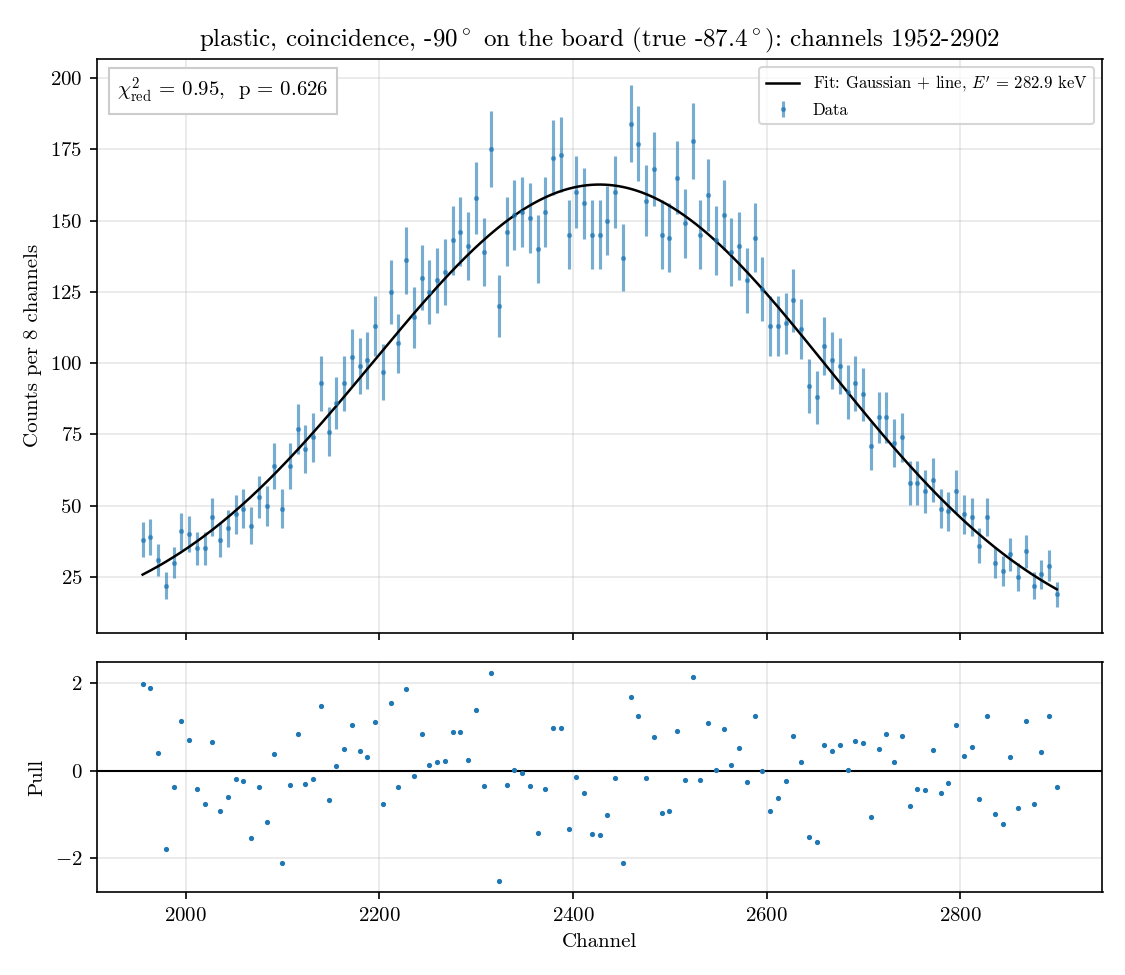 plastic, coincidence, -90° on the board (true -87.4°): channels 1952-2902
χ²_red = 0.95, p = 0.626
Fit: Gaussian + line, E′ = 282.9 keV
Data
Counts per 8 channels
200
175
150
125
100
75
50
25
Pull
2
0
−2
2000
2200
2400
2600
2800
Channel